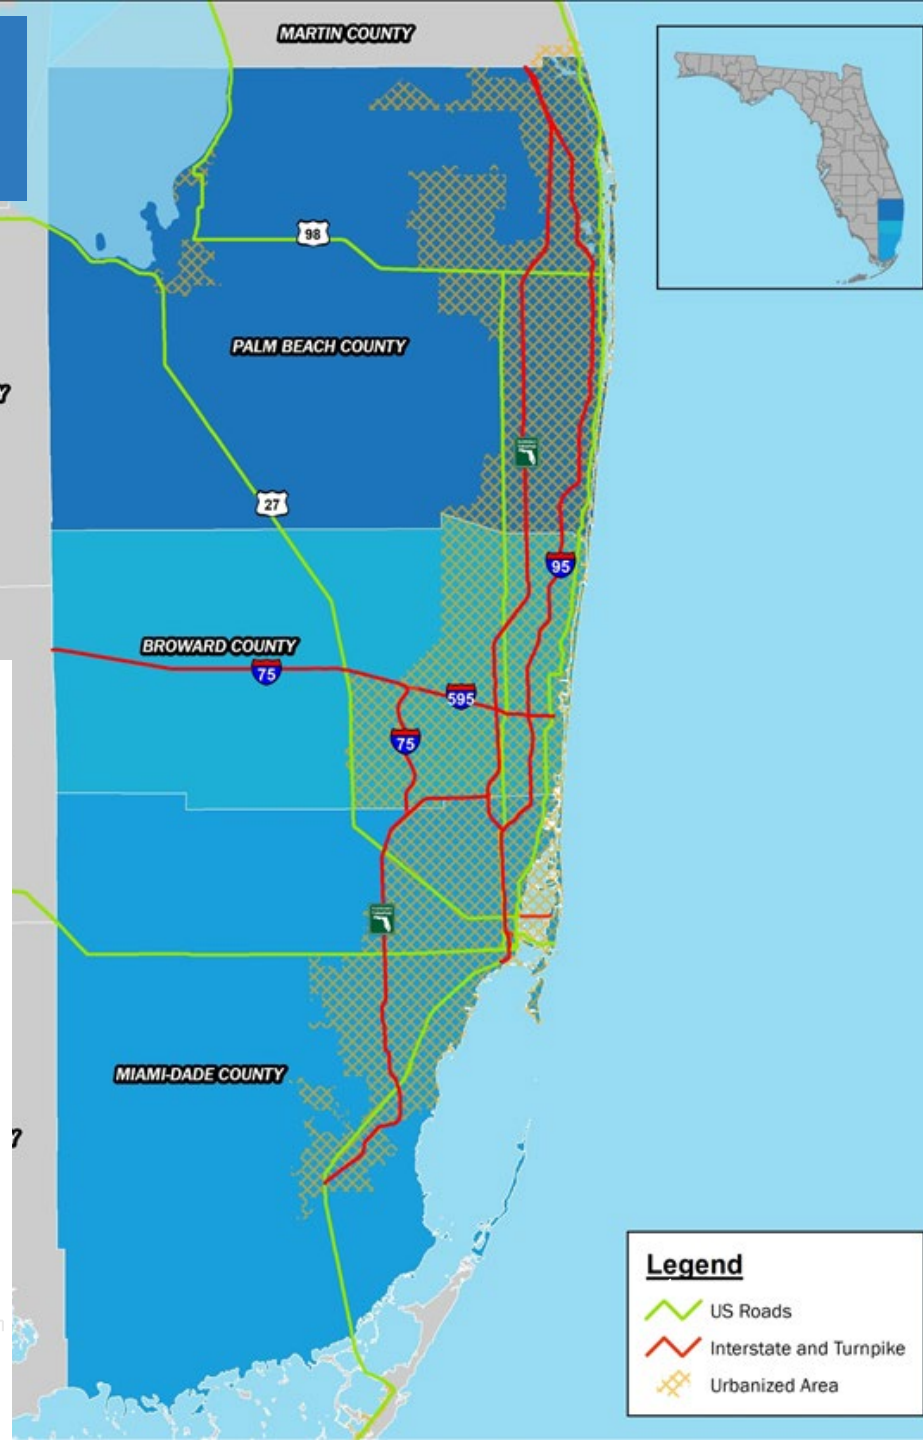 MARTIN COUNTY
98
PALM BEACH COUNTY
27
95
BROWARD COUNTY
75
595
75
MIAMI-DADE COUNTY
Legend
US Roads
Interstate and Turnpike
Urbanized Area